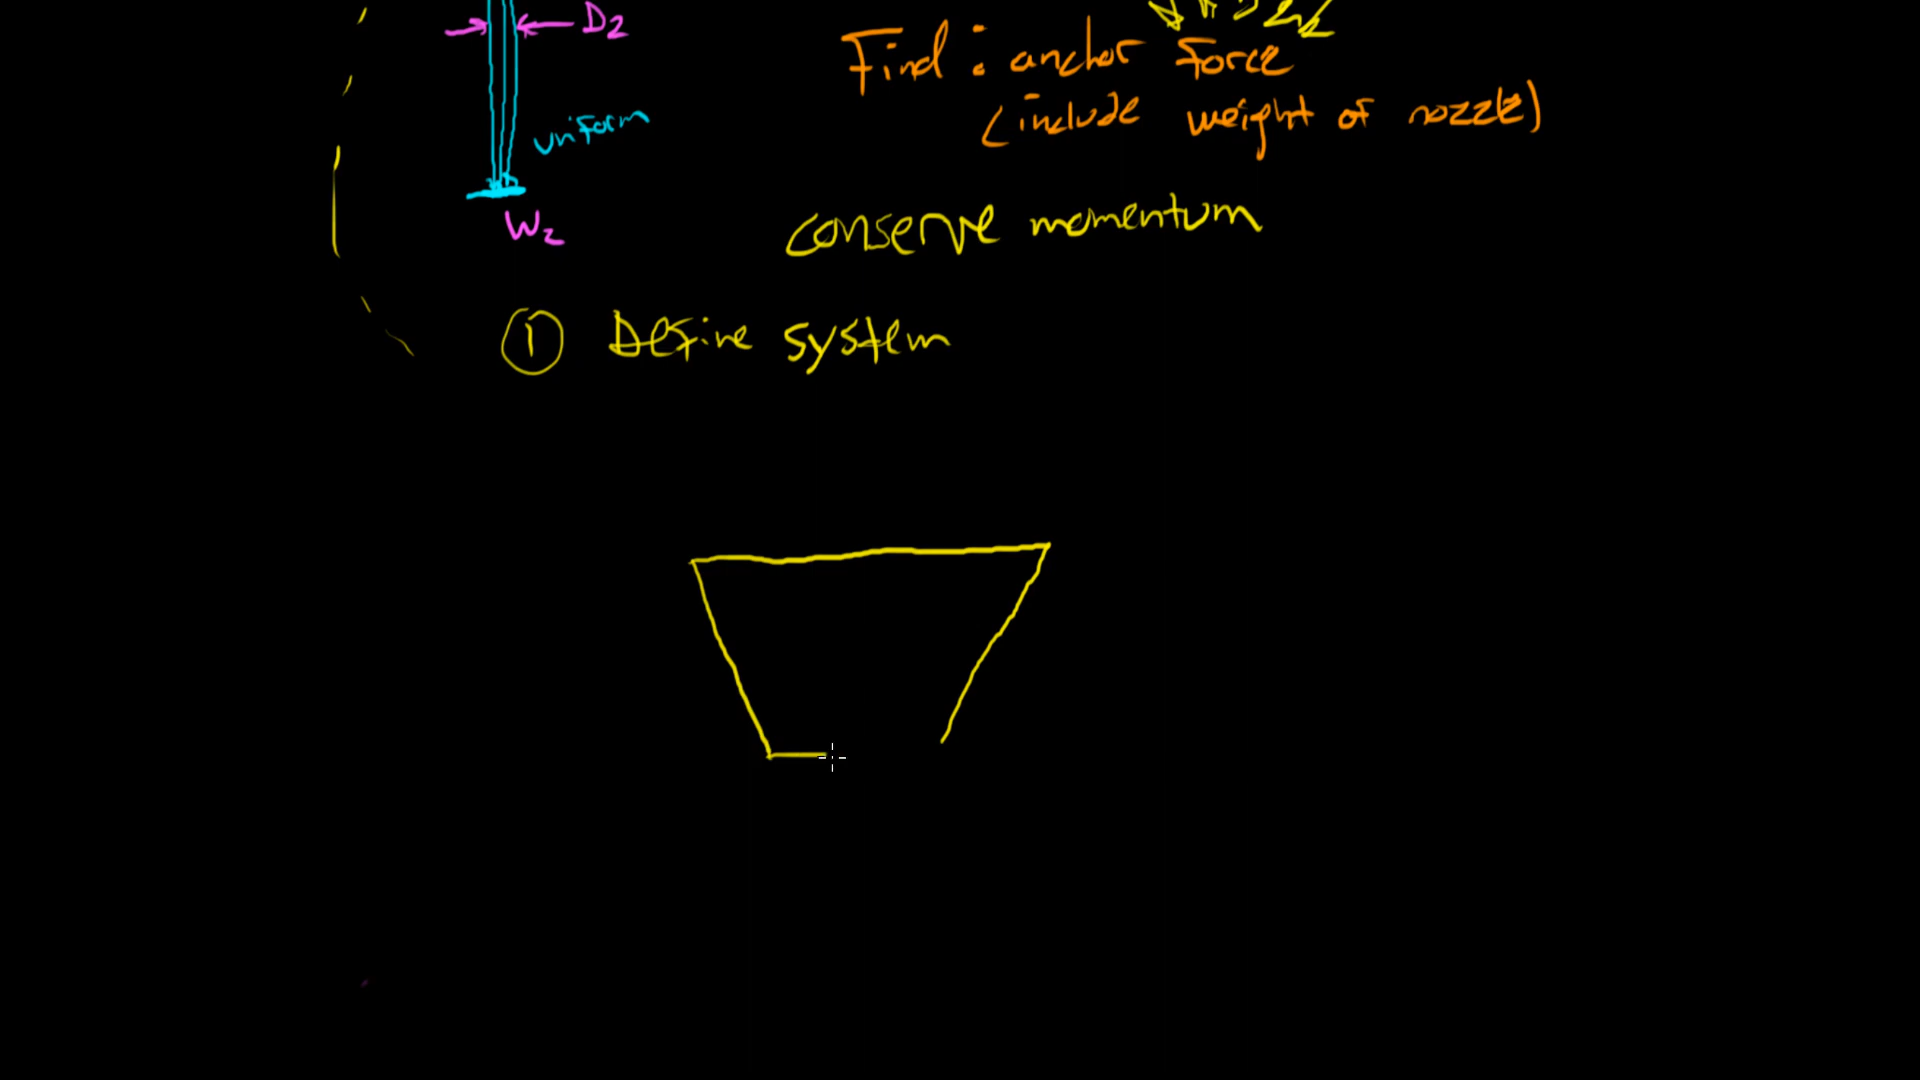 D2
Find : anchor force
(include weight of nozzle)
uniform
W2
conserve momentum
① Define system